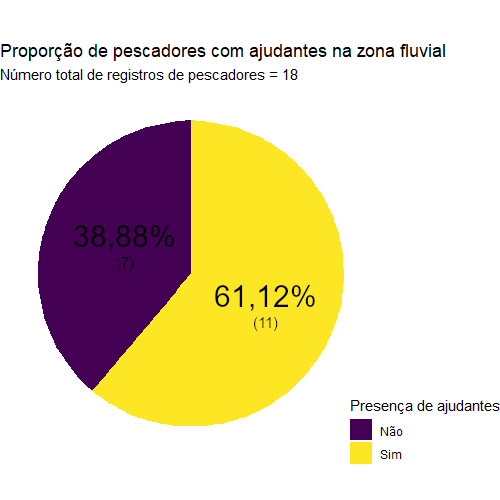 Proporção de pescadores com ajudantes na zona fluvial
Número total de registros de pescadores = 18
38,88%
(7)
61,12%
(11)
Presença de ajudantes
Não
Sim